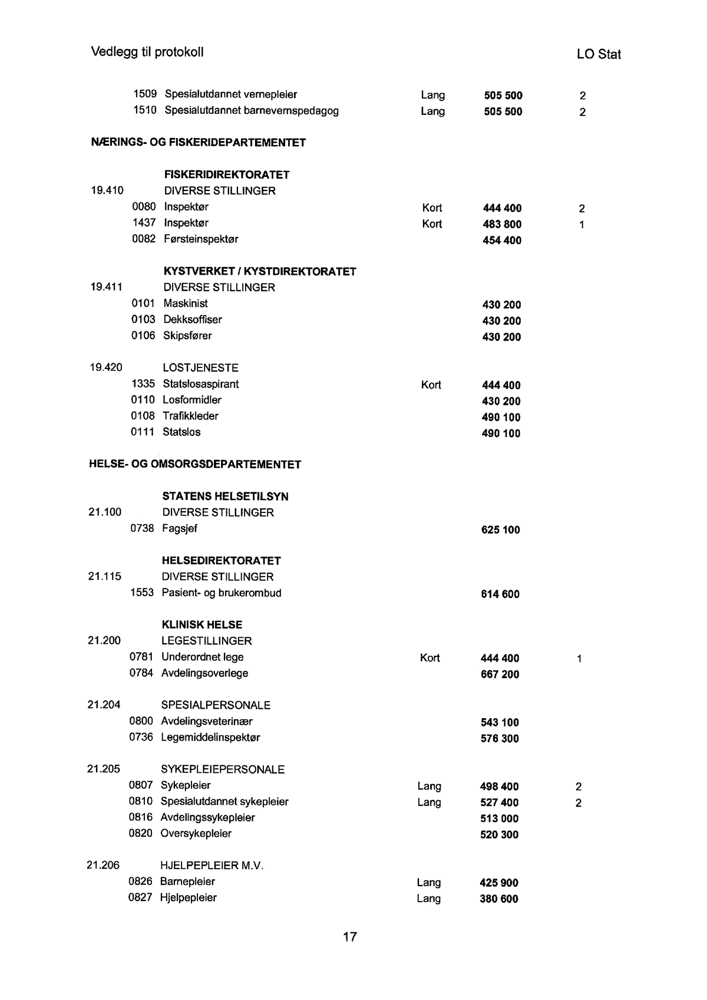 Vedlegg til protokoll LO Stat
1509 Spesialutdannet vernepleier Lang 505 500 2
1510 Spesialutdannet barnevernspedagog Lang 505 500 2
NÆRINGS- OG FISKERIDEPARTEMENTET
FISKERIDIREKTORATET
19.410 DIVERSE STILLINGER
0080 Inspektør Kort 444 400 2
1437 Inspektør Kort 483 800 1
0082 Førsteinspektør 454 400
KYSTVERKET / KYSTDIREKTORATET
19.411 DIVERSE STILLINGER
0101 Maskinist 430 200
0103 Dekksoffiser 430 200
0106 Skipsfører 430 200
19.420 LOSTJENESTE
1335 Statslosaspirant Kort 444 400
0110 Losformidler 430 200
0108 Trafikkleder 490 100
0111 Statslos 490 100
HELSE- OG OMSORGSDEPARTEMENTET
STATENS HELSETILSYN
21.100 DIVERSE STILLINGER
0738 Fagsjef 625 100
HELSEDIREKTORATET
21.115 DIVERSE STILLINGER
1553 Pasient- og brukerombud 614 600
KLINISK HELSE
21.200 LEGESTILLINGER
0781 Underordnet lege Kort 444 400 1
0784 Avdelingsoverlege 667 200
21.204 SPESIALPERSONALE
0800 Avdelingsveterinær 543 100
0736 Legemiddelinspektør 576 300
21.205 SYKEPLEIEPERSONALE
0807 Sykepleier Lang 498 400 2
0810 Spesialutdannet sykepleier Lang 527 400 2
0816 Avdelingssykepleier 513 000
0820 Oversykepleier 520 300
21.206 HJELPEPLEIER M.V.
0826 Barnepleier Lang 425 900
0827 Hjelpepleier Lang 380 600
17